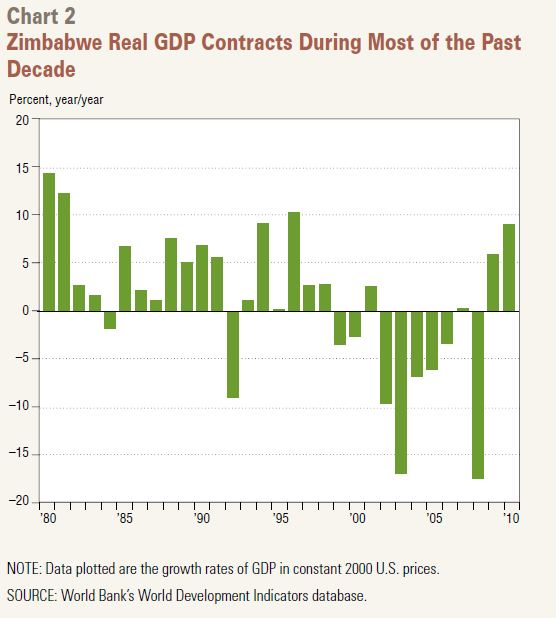 Chart 2
Zimbabwe Real GDP Contracts During Most of the Past
Decade
Percent, year/year
20
15
10
5
0
–5
–10
–15
–20
'80 '85 '90 '95 '00 '05 '10
NOTE: Data plotted are the growth rates of GDP in constant 2000 U.S. prices.
SOURCE: World Bank's World Development Indicators database.